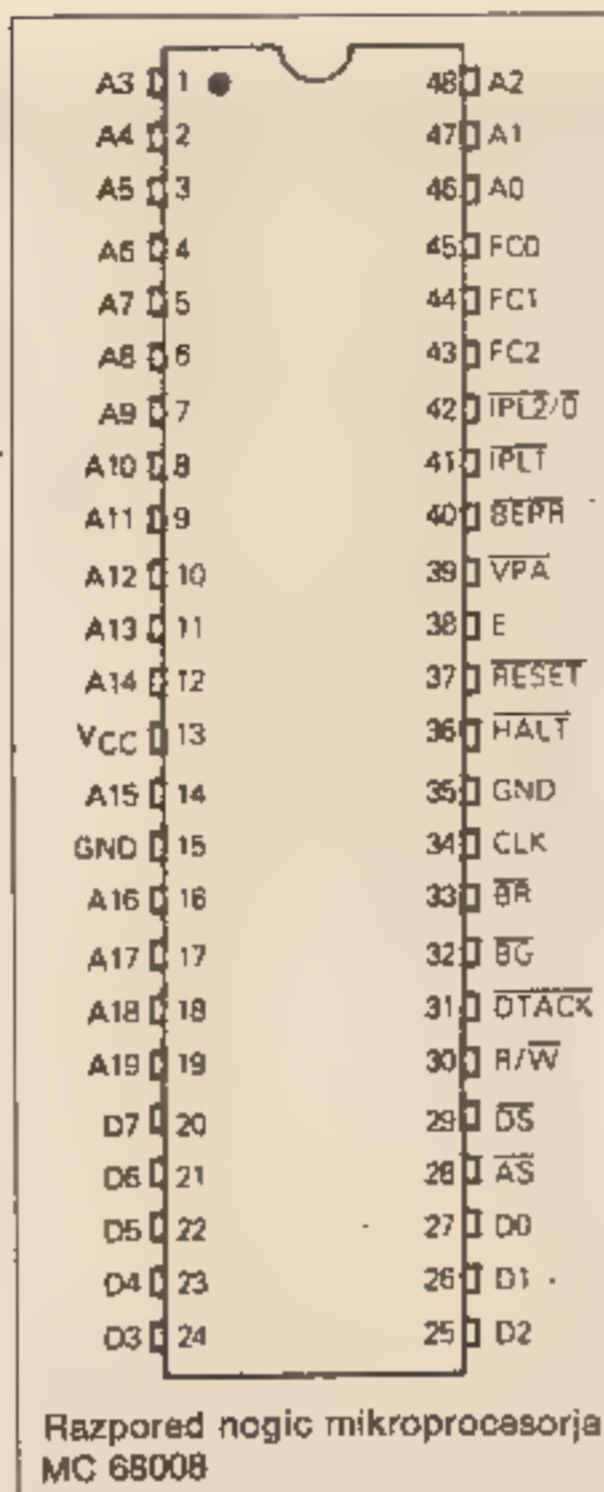 A3 1 48 A2
A4 2 47 A1
A5 3 46 A0
A6 4 45 FC0
A7 5 44 FC1
A8 6 43 FC2
A9 7 42 IPL2/0
A10 8 41 IPL1
A11 9 40 BERR
A12 10 39 VPA
A13 11 38 E
A14 12 37 RESET
VCC 13 36 HALT
A15 14 35 GND
GND 15 34 CLK
A16 16 33 BR
A17 17 32 BG
A18 18 31 DTACK
A19 19 30 R/W
D7 20 29 DS
D6 21 28 AS
D5 22 27 D0
D4 23 26 D1
D3 24 25 D2
Razpored nogic mikroprocesorja
MC 68008